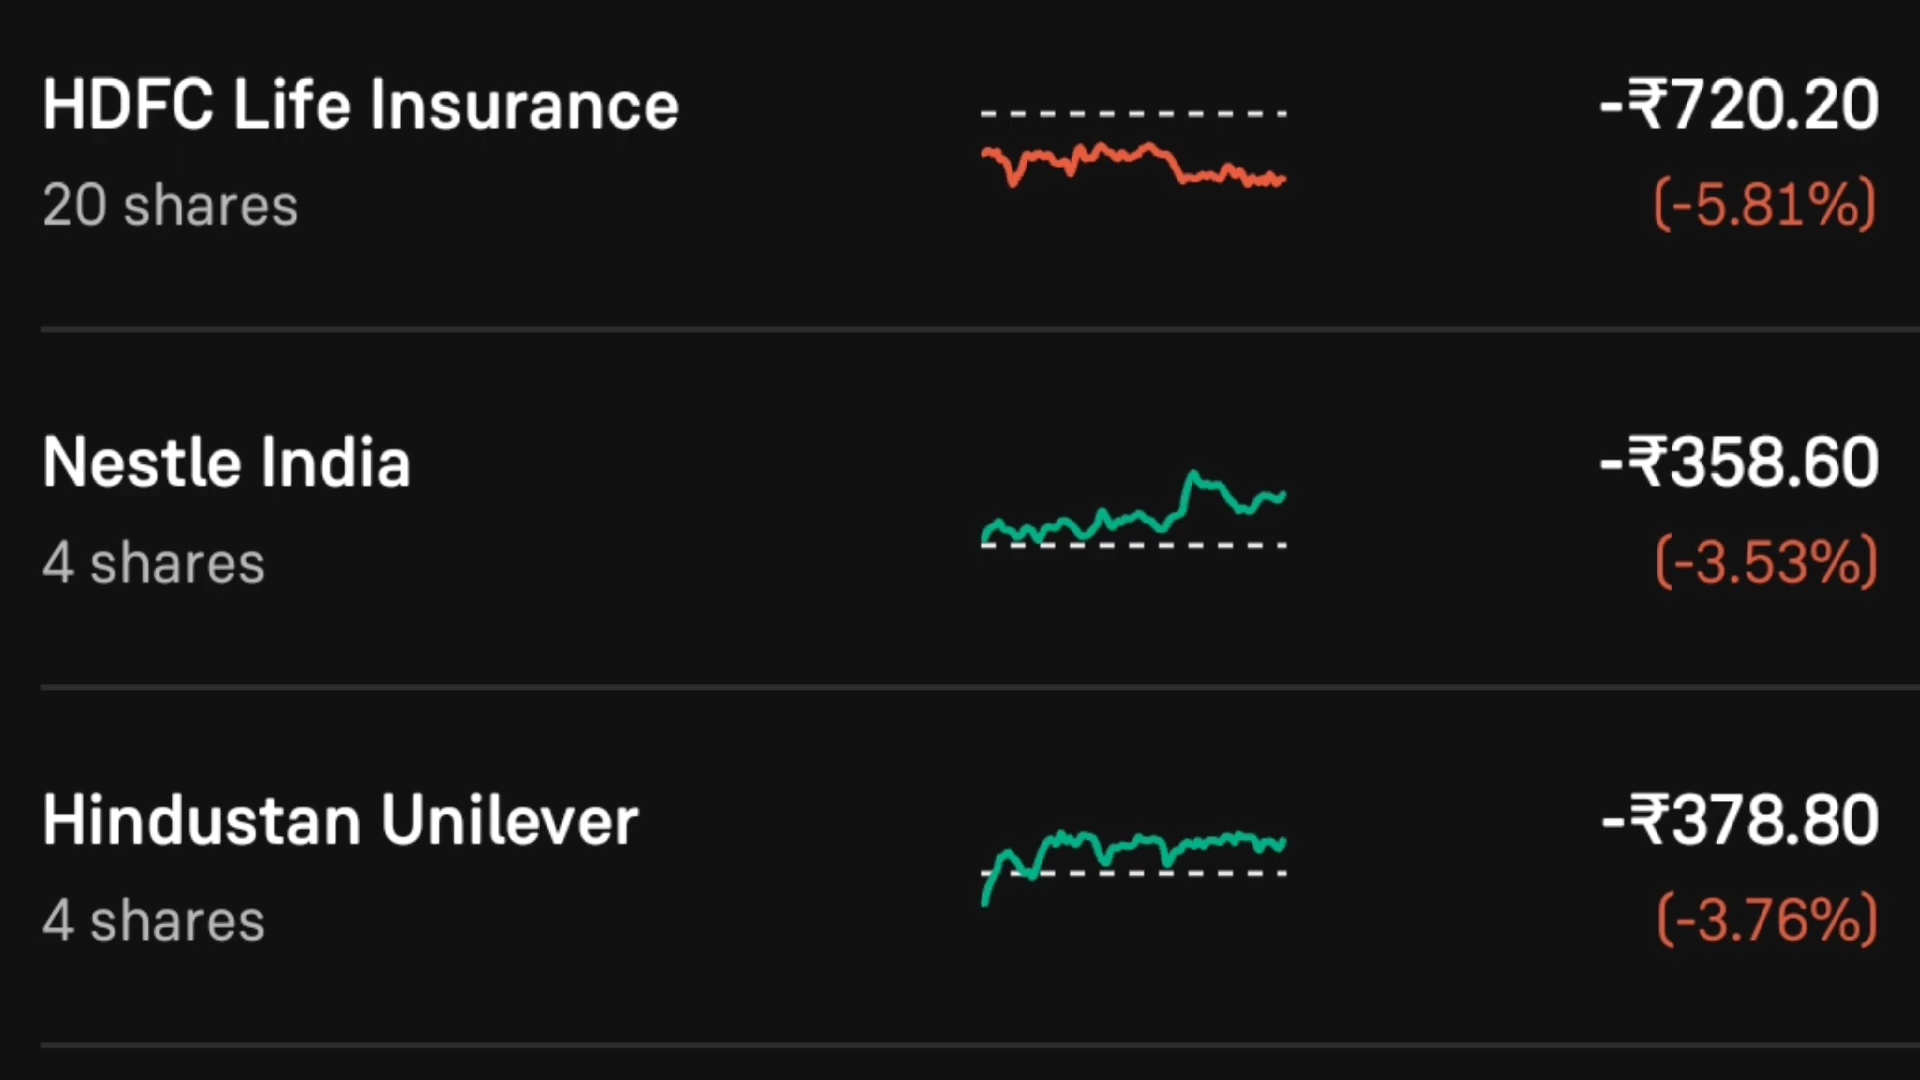 HDFC Life Insurance
-₹720.20
20 shares
(-5.81%)
Nestle India
-₹358.60
4 shares
(-3.53%)
Hindustan Unilever
-₹378.80
4 shares
(-3.76%)